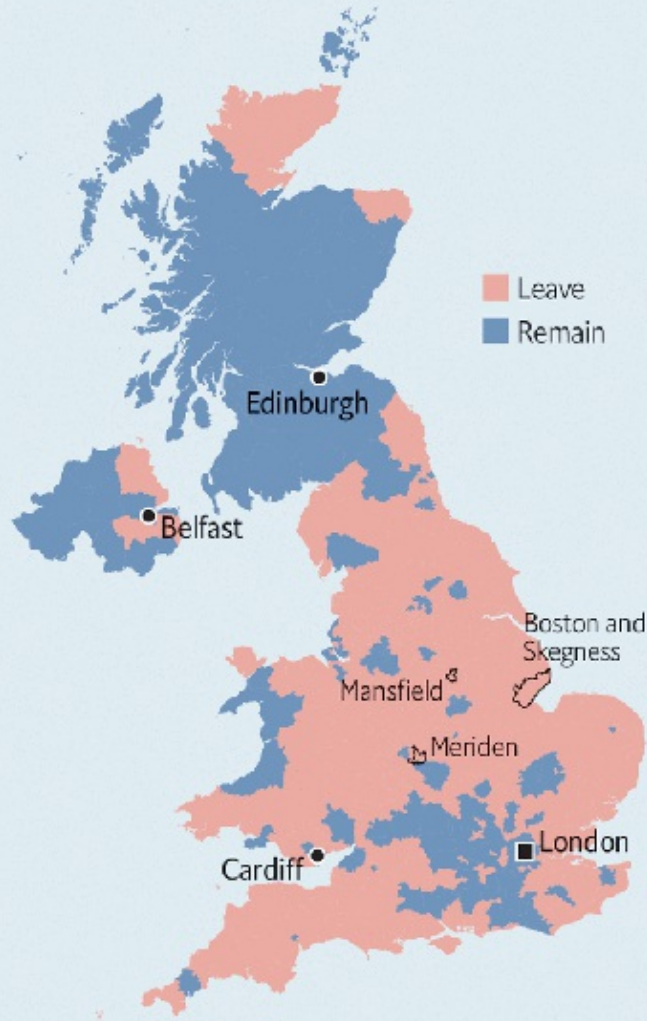 Leave
Remain
Edinburgh
Belfast
Boston and
Skegness
Mansfield
Meriden
London
Cardiff